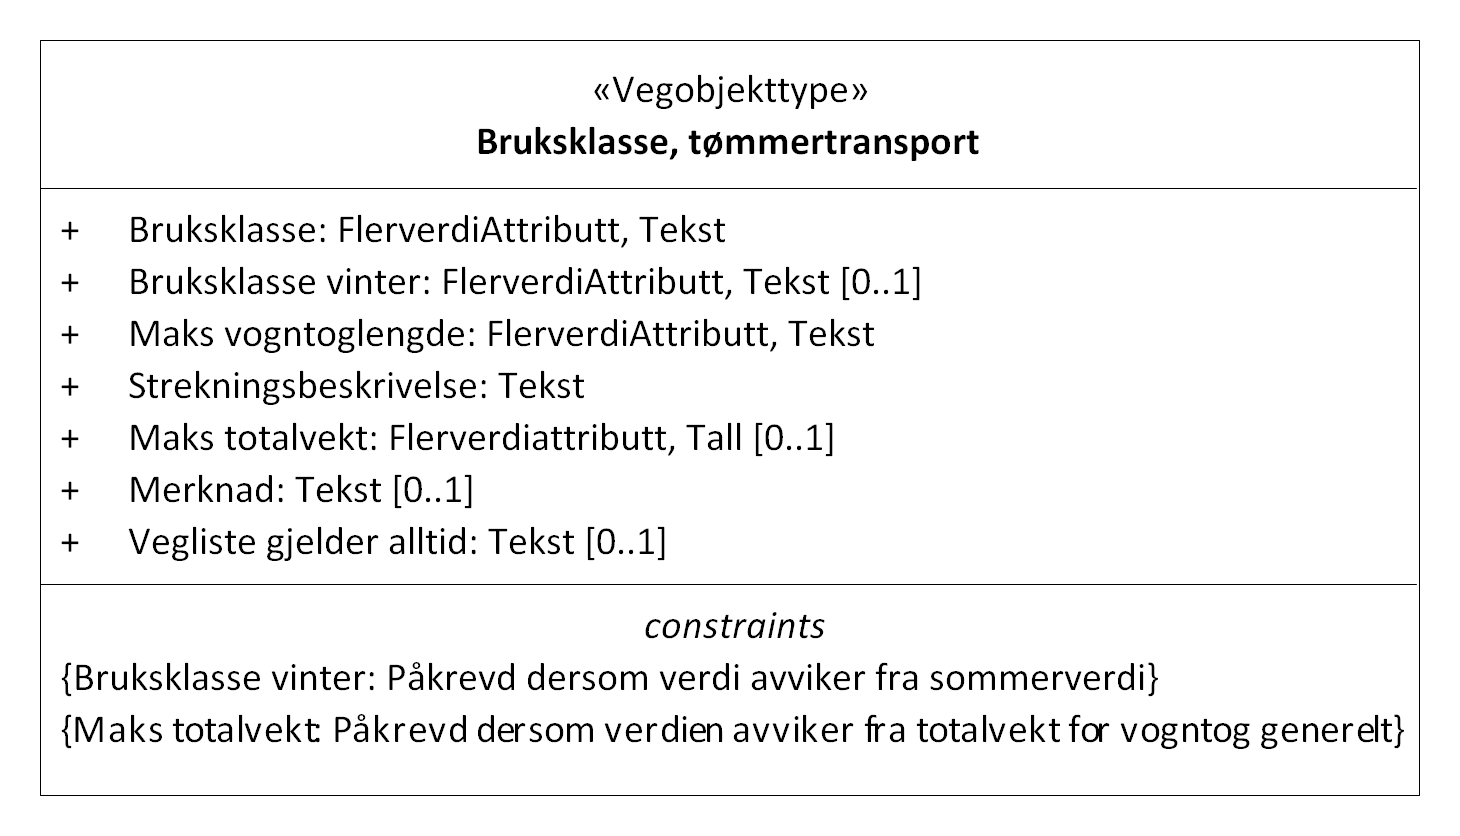 «Vegobjekttype»
Bruksklasse, tømmertransport
+ Bruksklasse: FlerverdiAttributt, Tekst
+ Bruksklasse vinter: FlerverdiAttributt, Tekst [0..1]
+ Maks vogntoglengde: FlerverdiAttributt, Tekst
+ Strekningsbeskrivelse: Tekst
+ Maks totalvekt: Flerverdiattributt, Tall [0..1]
+ Merknad: Tekst [0..1]
+ Vegliste gjelder alltid: Tekst [0..1]
constraints
{Bruksklasse vinter: Påkrevd dersom verdi avviker fra sommerverdi}
{Maks totalvekt: Påkrevd dersom verdien avviker fra totalvekt for vogntog generelt}